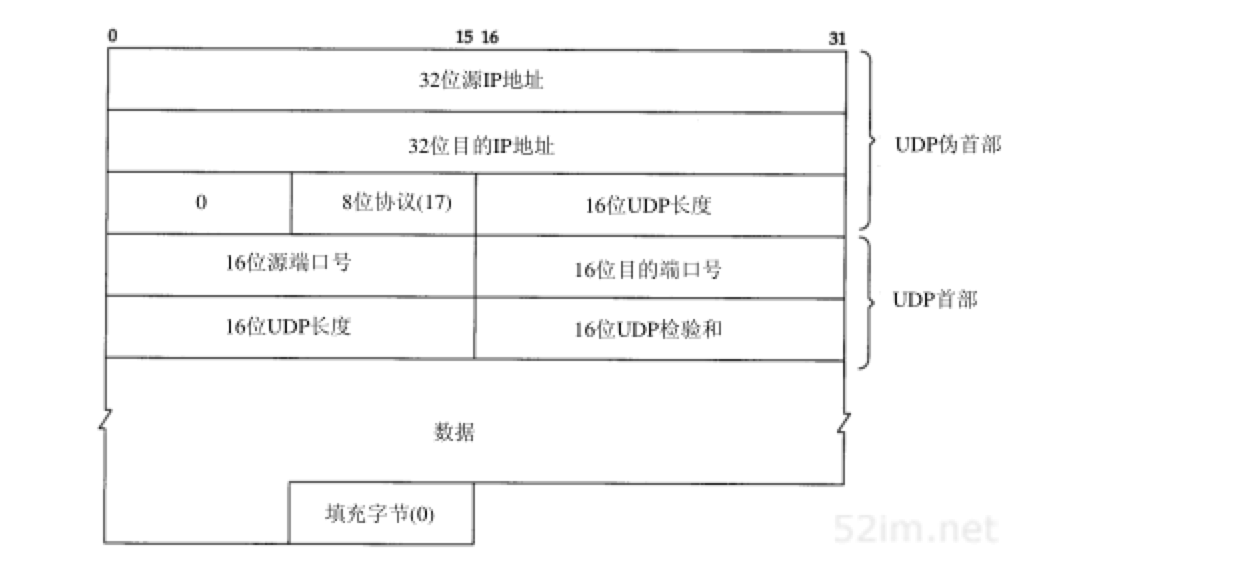 0 15 16 31
32位源IP地址
32位目的IP地址
UDP伪首部
0 8位协议(17) 16位UDP长度
16位源端口号 16位目的端口号
UDP首部
16位UDP长度 16位UDP检验和
数据
填充字节(0)
52im.net